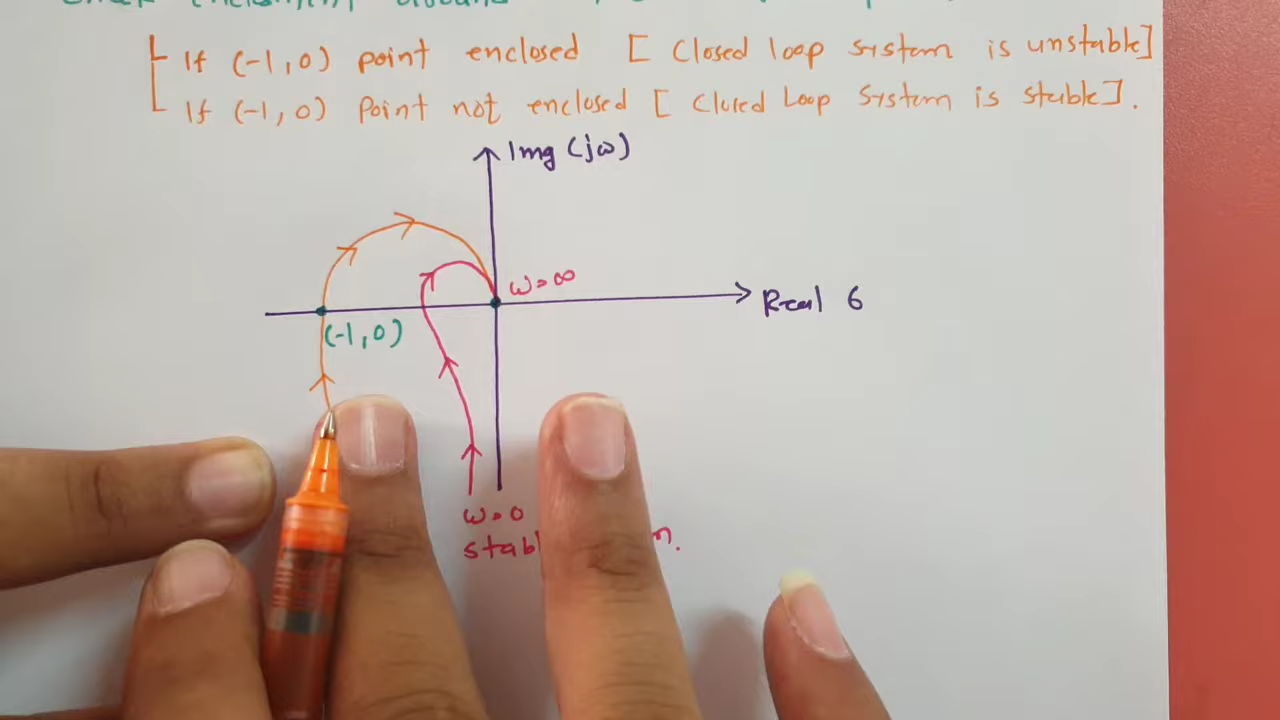 If (-1, 0) point enclosed [ Closed loop system is unstable]
If (-1, 0) Point not enclosed [ Closed Loop System is stable].
Img (jω)
ω=∞
Real 6
(-1, 0)
ω=0